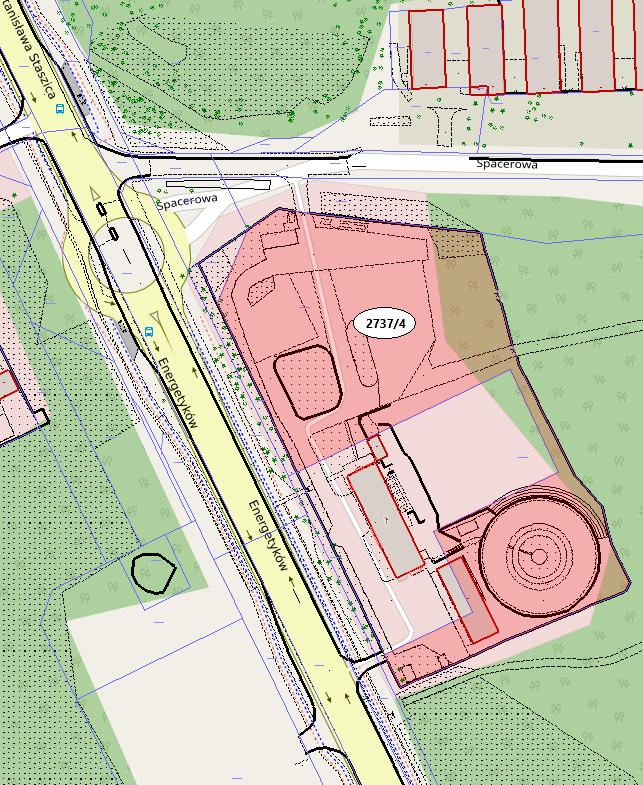 Stanisława Staszica
Spacerowa
Spacerowa
2737/4
Energetyków
Energetyków